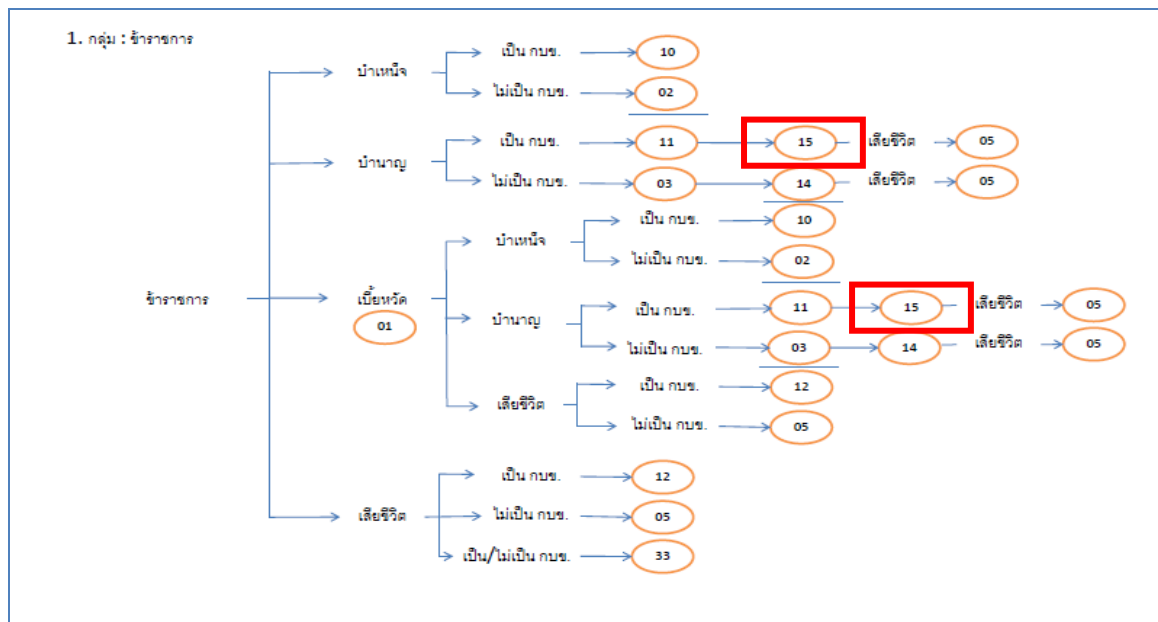 1. กลุ่ม : ข้าราชการ
เป็น กบข. 10
บำเหน็จ
ไม่เป็น กบข. 02
เป็น กบข. 11 15 เสียชีวิต 05
บำนาญ
ไม่เป็น กบข. 03 14 เสียชีวิต 05
เป็น กบข. 10
บำเหน็จ
ไม่เป็น กบข. 02
ข้าราชการ เบี้ยหวัด
01
เป็น กบข. 11 15 เสียชีวิต 05
บำนาญ
ไม่เป็น กบข. 03 14 เสียชีวิต 05
เป็น กบข. 12
เสียชีวิต
ไม่เป็น กบข. 05
เป็น กบข. 12
เสียชีวิต ไม่เป็น กบข. 05
เป็น/ไม่เป็น กบข. 33